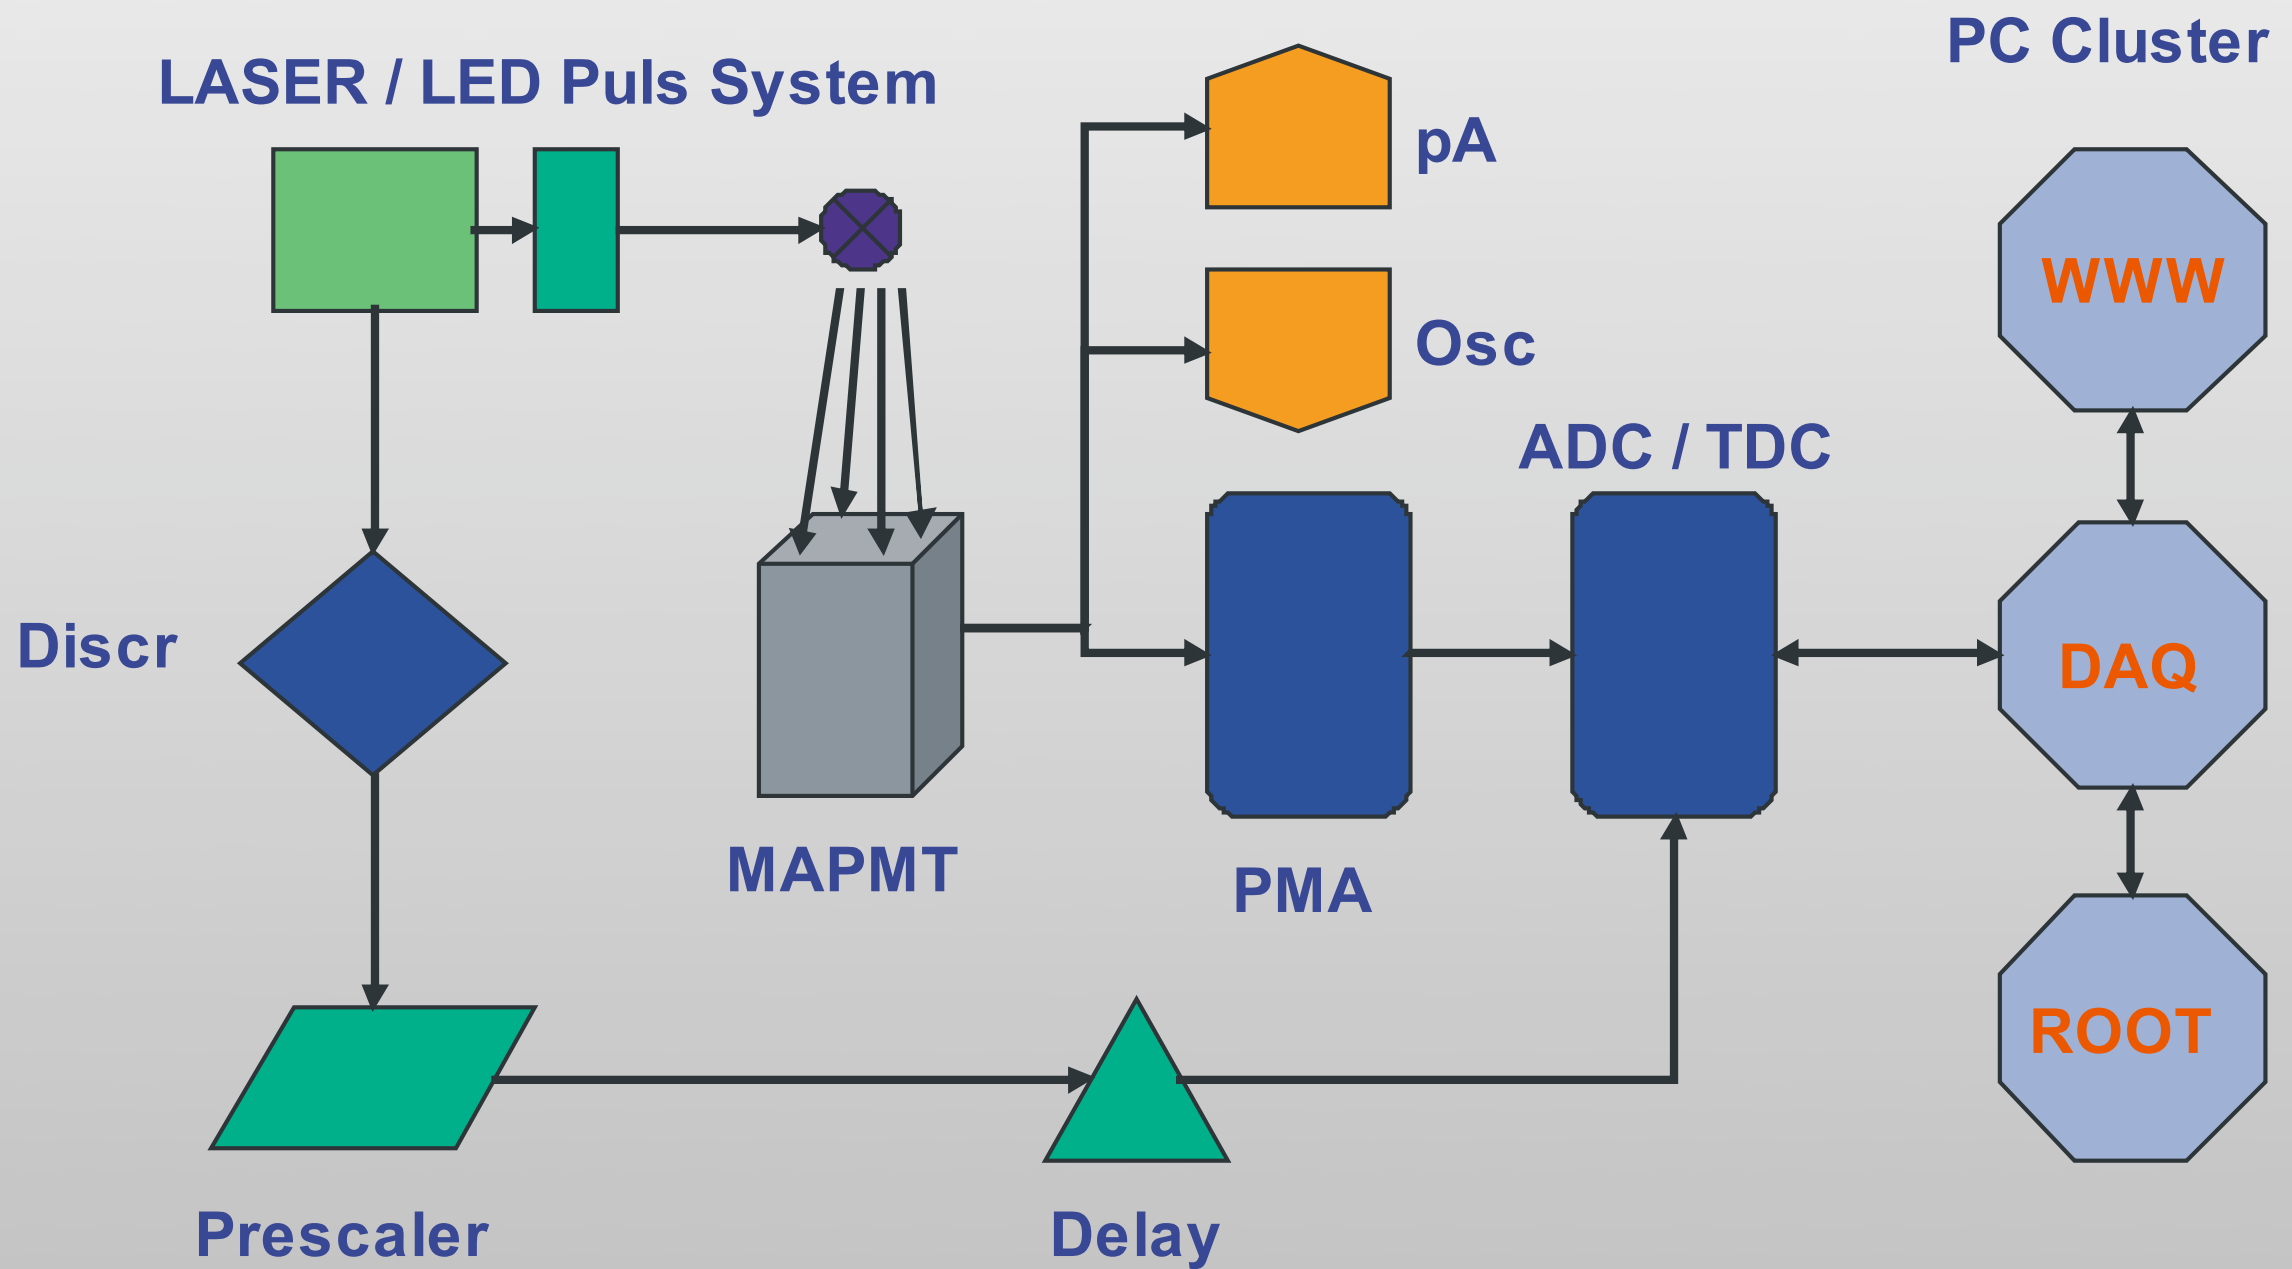 PC Cluster
LASER / LED Puls System
pA
WWW
Osc
ADC / TDC
Discr
DAQ
MAPMT
PMA
ROOT
Prescaler
Delay